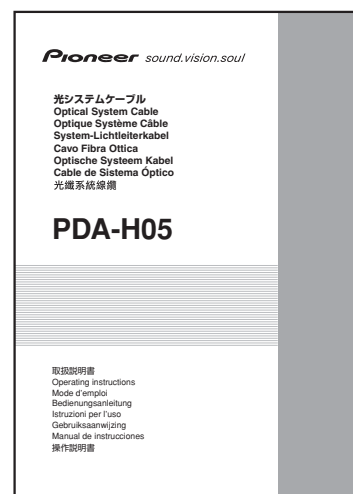 Pioneer sound.vision.soul
光システムケーブル
Optical System Cable
Optique Système Câble
System-Lichtleiterkabel
Cavo Fibra Ottica
Optische Systeem Kabel
Cable de Sistema Óptico
光纖系統線纜
PDA-H05
取扱説明書
Operating instructions
Mode d'emploi
Bedienungsanleitung
Istruzioni per l'uso
Gebruiksaanwijzing
Manual de instrucciones
操作說明書